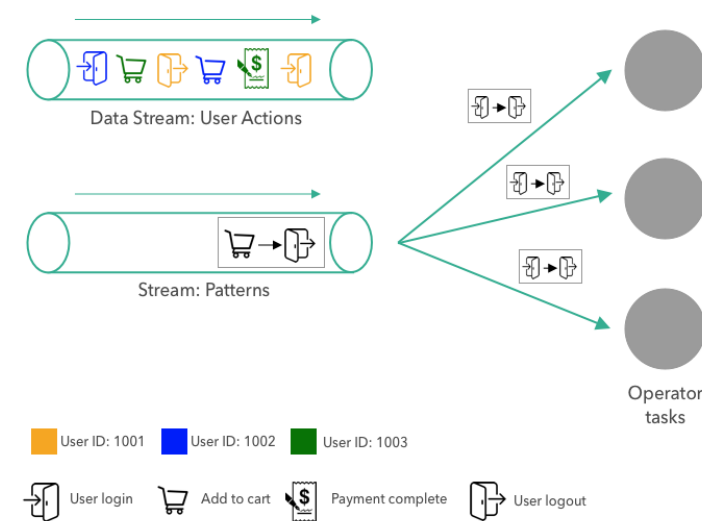 $
Data Stream: User Actions
Stream: Patterns
Operator
tasks
User ID: 1001
User ID: 1002
User ID: 1003
User login
Add to cart
$
Payment complete
User logout